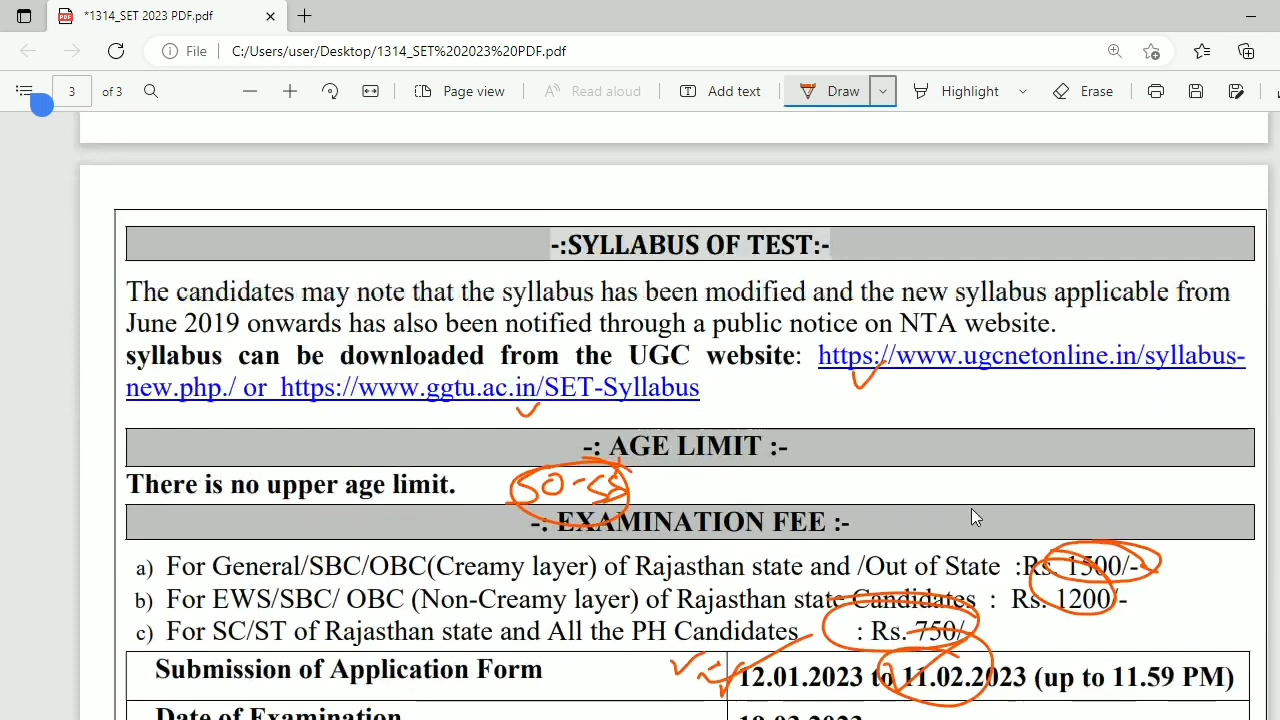 *1314_SET 2023 PDF.pdf
File C:/Users/user/Desktop/1314_SET%202023%20PDF.pdf
3 of 3 Page view Read aloud Add text Draw Highlight Erase
-:SYLLABUS OF TEST:-
The candidates may note that the syllabus has been modified and the new syllabus applicable from
June 2019 onwards has also been notified through a public notice on NTA website.
syllabus can be downloaded from the UGC website: https://www.ugcnetonline.in/syllabus-
new.php./ or https://www.ggtu.ac.in/SET-Syllabus
-: AGE LIMIT :-
There is no upper age limit.
-: EXAMINATION FEE :-
a) For General/SBC/OBC(Creamy layer) of Rajasthan state and /Out of State :Rs. 1500/-
b) For EWS/SBC/ OBC (Non-Creamy layer) of Rajasthan state Candidates : Rs. 1200/-
c) For SC/ST of Rajasthan state and All the PH Candidates : Rs. 750/
Submission of Application Form 12.01.2023 to 11.02.2023 (up to 11.59 PM)
Date of Examination